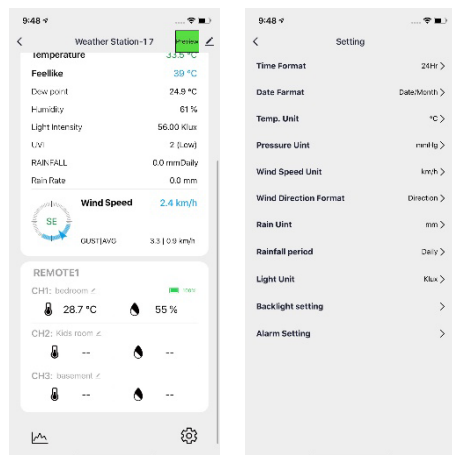 9:48
Weather Station-17
Preview
Temperature 33.5 °C
Feellike 39 °C
Dew point 24.9 °C
Humidity 61 %
Light Intensity 56.00 Klux
UVI 2 (Low)
RAINFALL 0.0 mmDaily
Rain Rate 0.0 mm
SE
Wind Speed 2.4 km/h
GUST|AVG 3.3 | 0.9 km/h
REMOTE1
CH1: bedroom
28.7 °C 55 %
CH2: Kids room
-- --
CH3: basement
-- --
9:48
Setting
Time Format 24Hr >
Date Farmat Date/Month >
Temp. Unit °C >
Pressure Uint mmHg >
Wind Speed Unit km/h >
Wind Direction Format Direction >
Rain Uint mm >
Rainfall period Daily >
Light Unit Klux >
Backlight setting >
Alarm Setting >